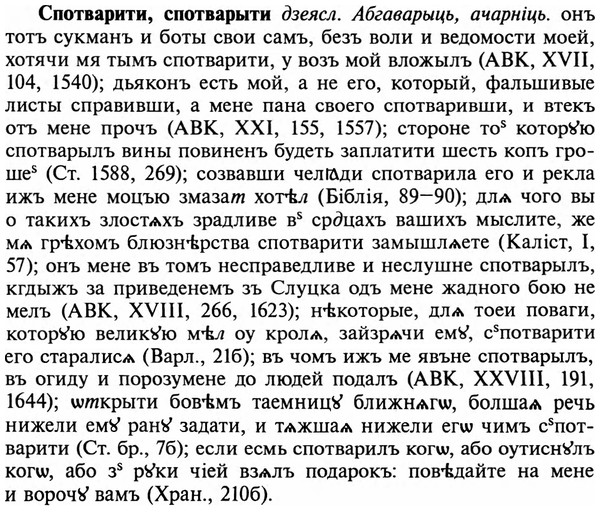 Спотварити, спотварыти дзеясл. Абгаварыць, ачарніць. онъ
тотъ сукман и боты свои самъ, безъ воли и ведомости моей,
хотячи мя тымъ спотварити, у возъ мой вложылъ (АВК, XVII,
104, 1540); дьяконъ есть мой, а не его, который, фальшивые
листы справивши, а мене пана своего спотваривши, и втекъ
отъ мене прочъ (АВК, XXI, 155, 1557); стороне тоˢ которꙋю
спотварылъ вины повиненъ будеть заплатити шесть копъ гро-
шеˢ (Ст. 1588, 269); созвавши челꙗди спотварила его и рекла
ижъ мене моцъю змазат хотѣл (Біблія, 89—90); длѧ чого вы
о такихъ злостѧхъ зрадливе вˢ срдцахъ вашихъ мыслите, же
мѧ грѣхомъ блюзнѣрства спотварити замышлѧете (Каліст, I,
57); онъ мене въ томъ несправедливе и неслушне спотварылъ,
кгдыжъ за приведенемъ зъ Слуцка одъ мене жадного бою не
мелъ (АВК, XVIII, 266, 1623); нѣкоторые, длѧ тоеи поваги,
которꙋю великꙋю мѣл оу кролѧ, зайзрѧчи емꙋ, сˢпотварити
его старалисѧ (Варл., 21б); въ чомъ ижъ ме явъне спотварылъ,
въ огиду и порозумене до людей подалъ (АВК, XXVIII, 191,
1644); ѡткрыти бовѣмъ таемницꙋ ближнѧгѡ, болшаѧ речь
нижели емꙋ ранꙋ задати, и тѧжшаѧ нижели егѡ чимъ сˢпот-
варити (Ст. бр., 7б); если есмь спотварилъ когѡ, або оутиснꙋлъ
когѡ, або зˢ рꙋки чіей взѧлъ подарокъ: повѣдайте на мене
и ворочꙋ вамъ (Хран., 210б).